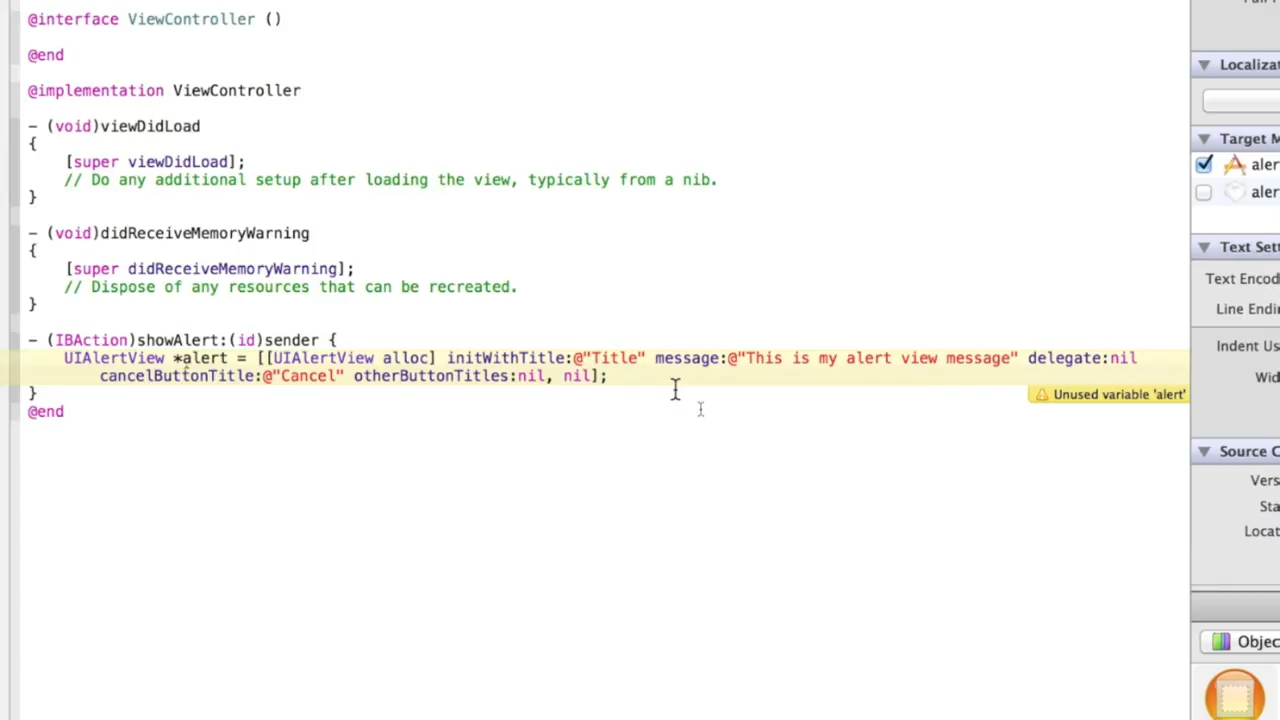 @interface ViewController ()
@end
@implementation ViewController
- (void)viewDidLoad
{
[super viewDidLoad];
// Do any additional setup after loading the view, typically from a nib.
}
- (void)didReceiveMemoryWarning
{
[super didReceiveMemoryWarning];
// Dispose of any resources that can be recreated.
}
- (IBAction)showAlert:(id)sender {
UIAlertView *alert = [[UIAlertView alloc] initWithTitle:@"Title" message:@"This is my alert view message" delegate:nil
cancelButtonTitle:@"Cancel" otherButtonTitles:nil, nil];
Unused variable 'alert'
}
@end
Localizat
Target M
aler
aler
Text Sett
Text Encod
Line Endi
Indent Us
Wid
Source C
Vers
Sta
Locat
Objec